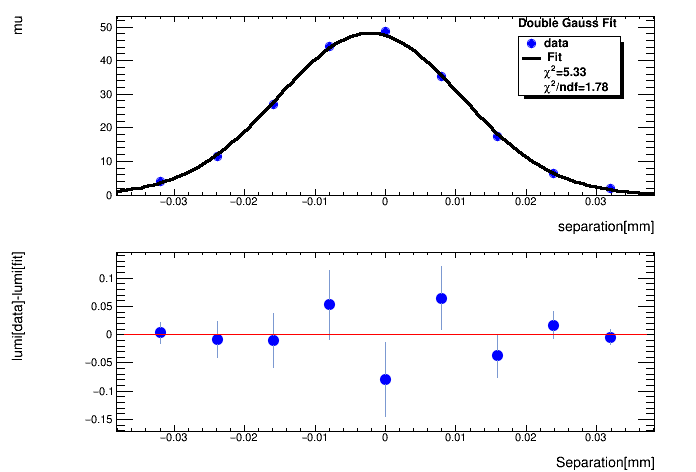 mu
Double Gauss Fit
data
Fit
χ²=5.33
χ²/ndf=1.78
50
40
30
20
10
0
−0.03 −0.02 −0.01 0 0.01 0.02 0.03
separation[mm]
lumi[data]-lumi[fit]
0.1
0.05
0
−0.05
−0.1
−0.15
−0.03 −0.02 −0.01 0 0.01 0.02 0.03
Separation[mm]